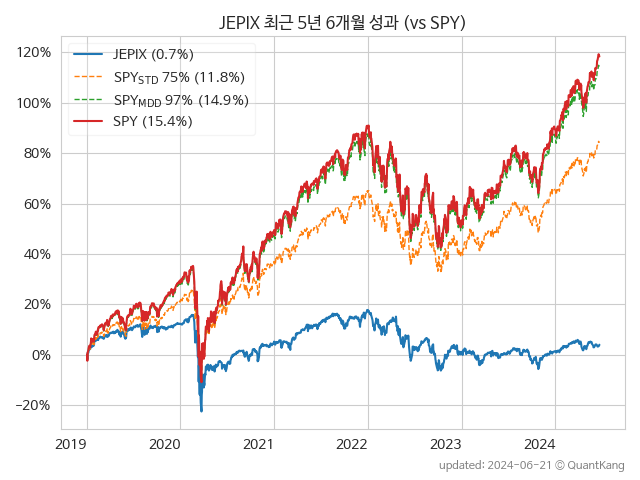 JEPIX 최근 5년 6개월 성과 (vs SPY)
JEPIX (0.7%)
SPY_STD 75% (11.8%)
SPY_MDD 97% (14.9%)
SPY (15.4%)
120%
100%
80%
60%
40%
20%
0%
−20%
2019 2020 2021 2022 2023 2024
updated: 2024-06-21 ⓒ QuantKang